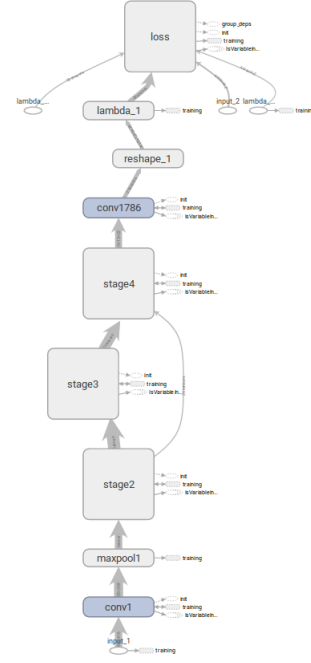 loss
group_deps
init
training
IsVariableIn...
lambda_...
input_2
lambda_...
lambda_1
training
trainin
reshape_1
conv1786
init
training
IsVariableIn...
stage4
init
training
IsVariableIn...
stage3
init
training
IsVariableIn...
stage2
init
training
IsVariableIn...
maxpool1
training
conv1
init
training
IsVariableIn...
input_1
training